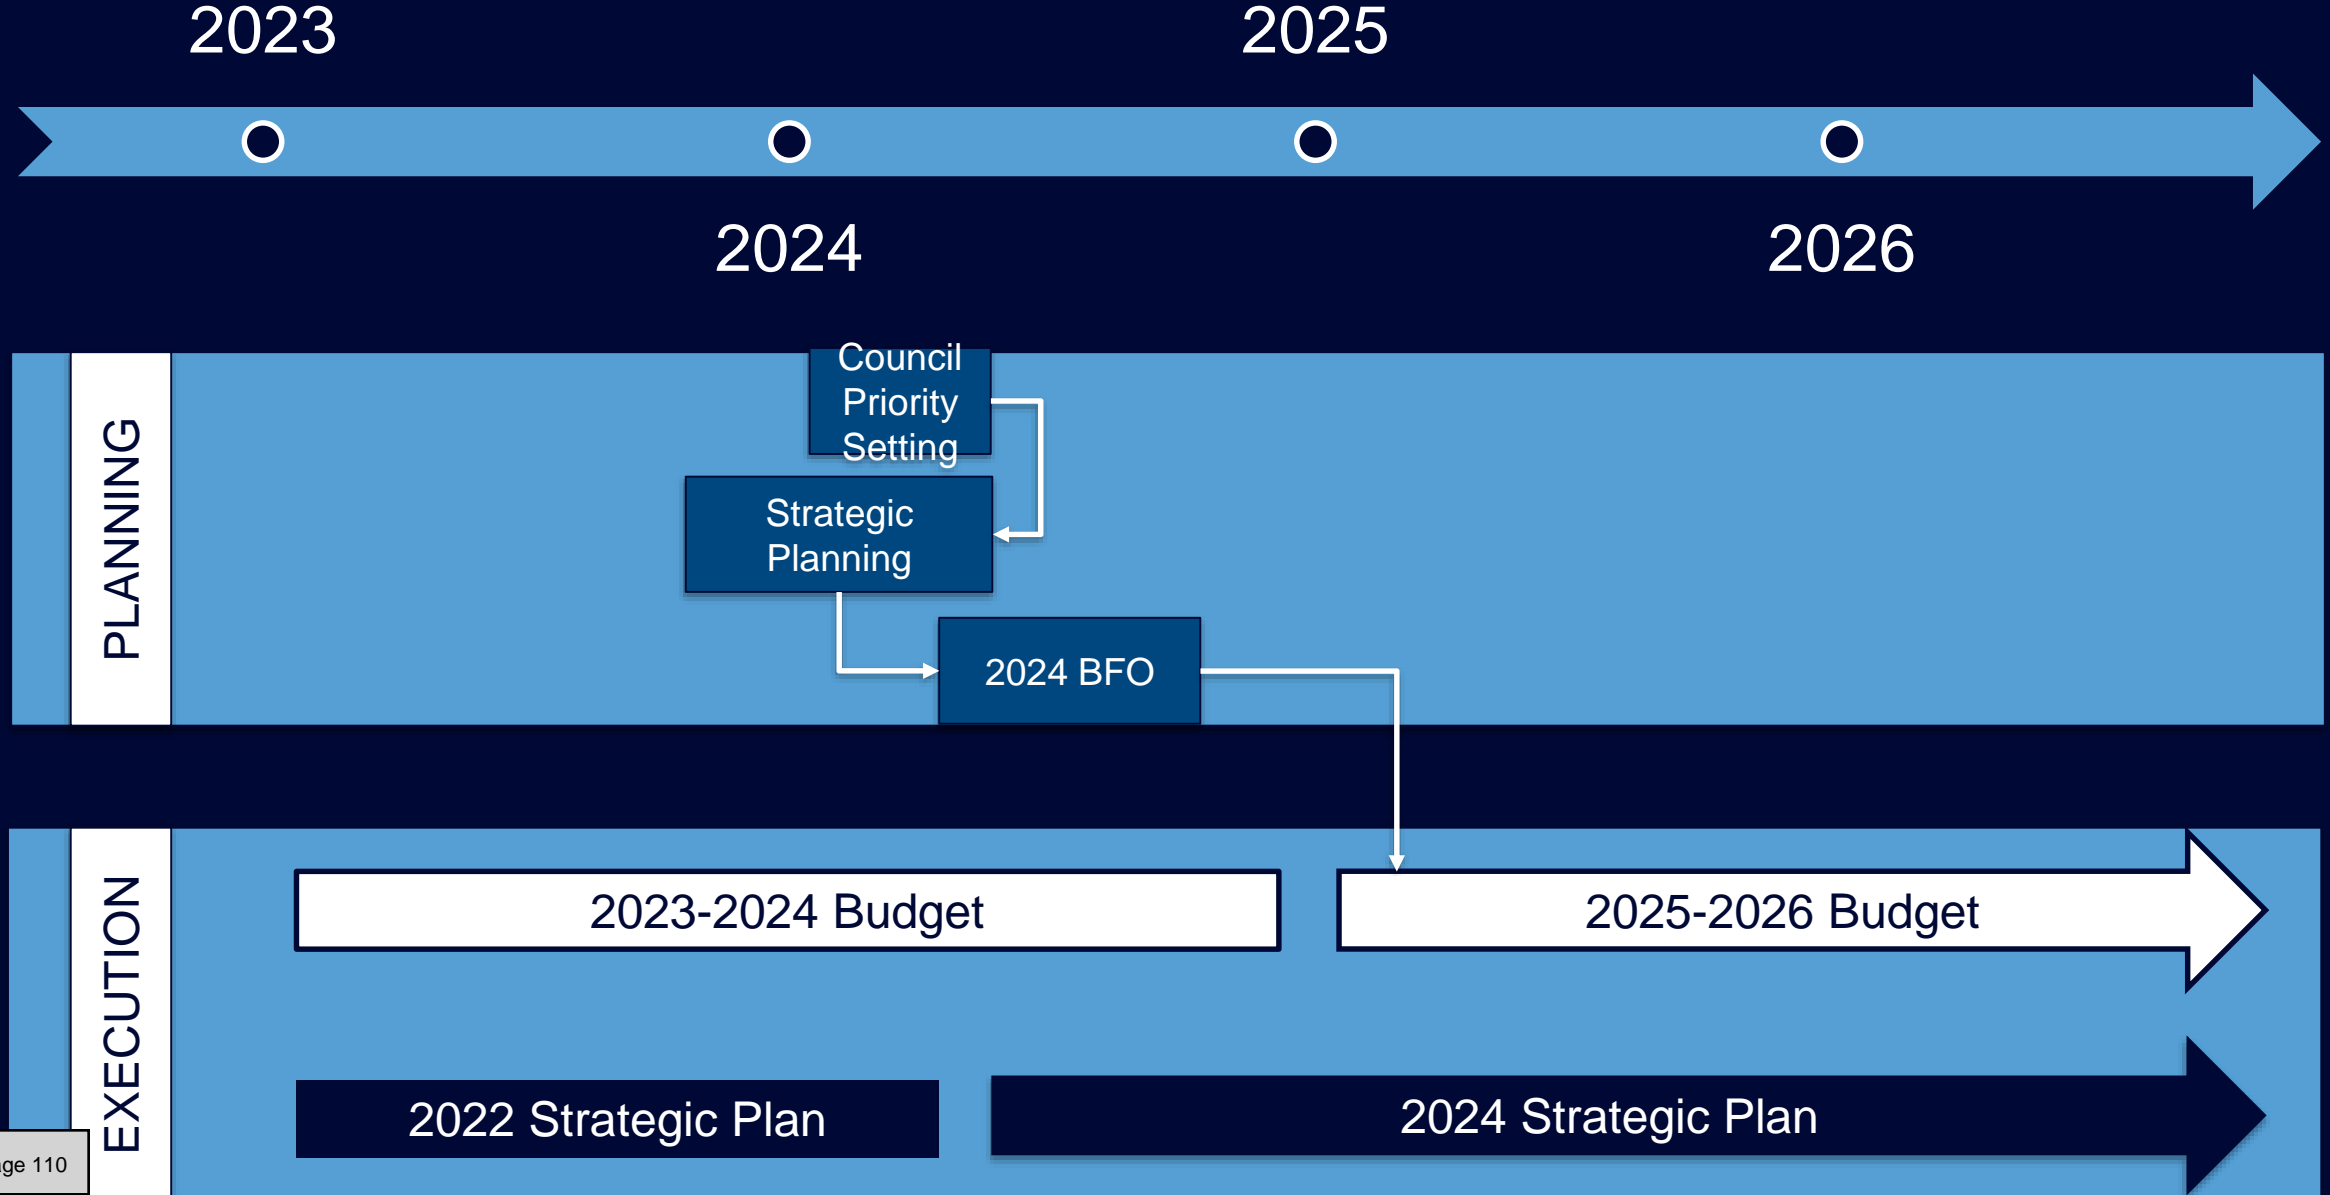 2023
2025
2024
2026
PLANNING
Council
Priority
Setting
Strategic
Planning
2024 BFO
EXECUTION
2023-2024 Budget
2025-2026 Budget
2022 Strategic Plan
2024 Strategic Plan
110